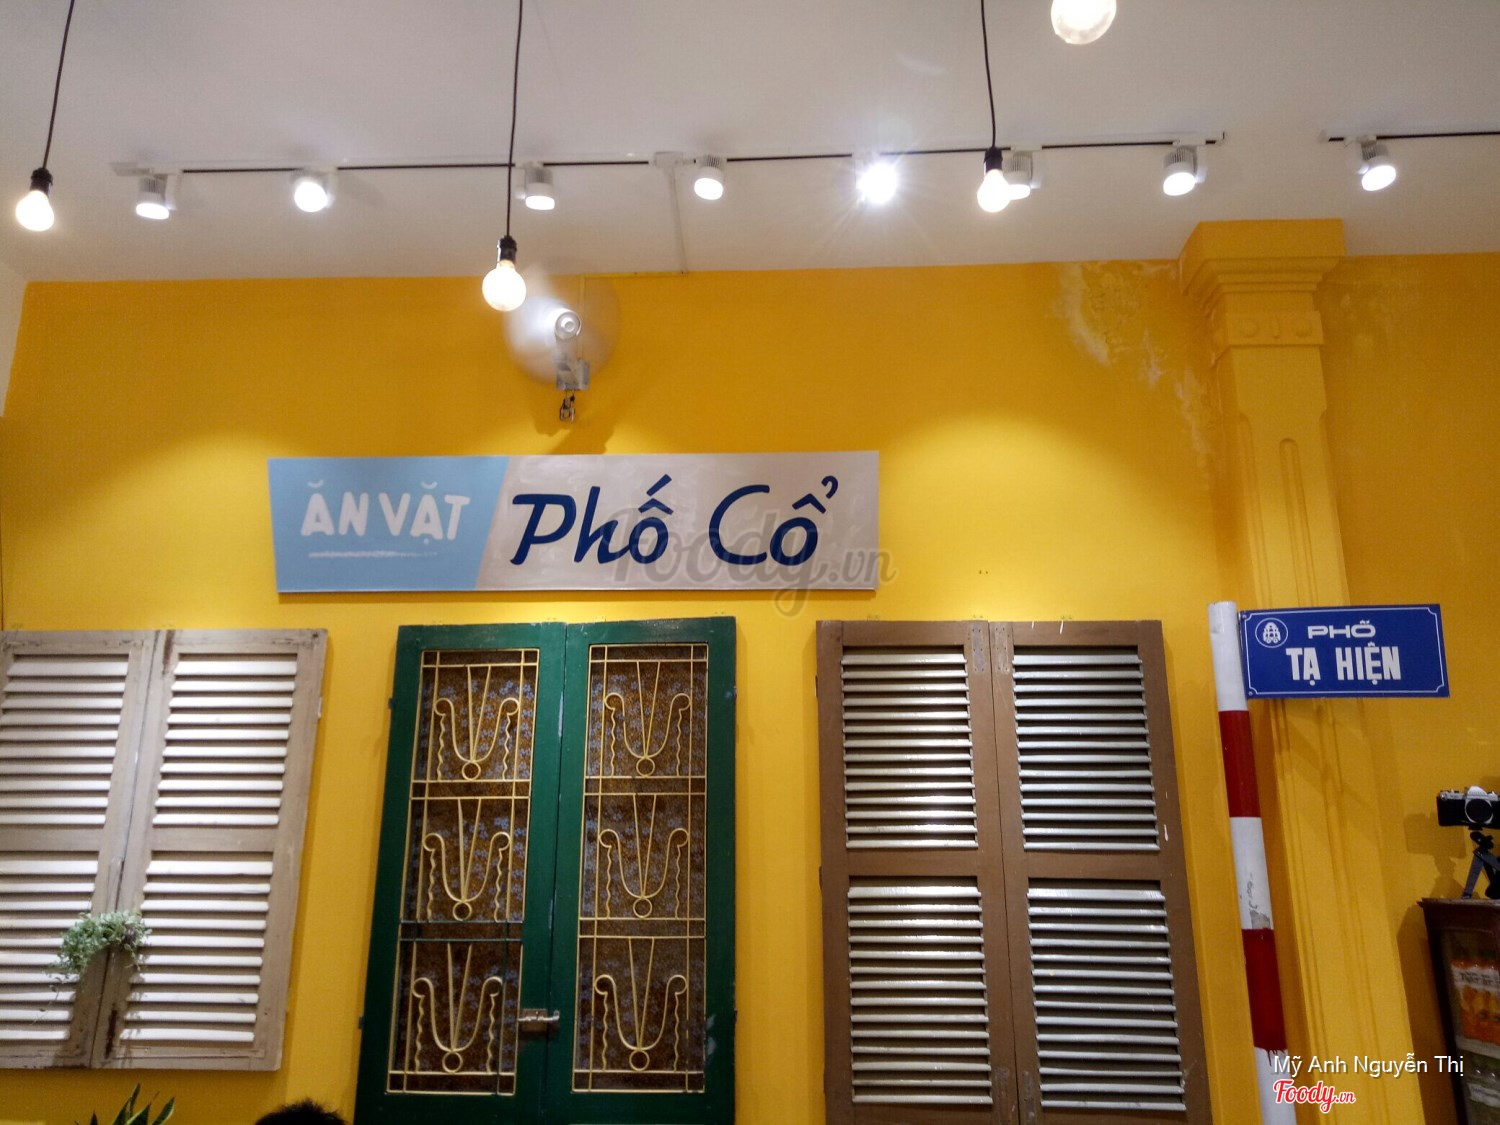 ĂN VẶT
Phố Cổ
Foody.vn
PHỐ
TẠ HIỆN
Mỹ Anh Nguyễn Thị
Foody.vn